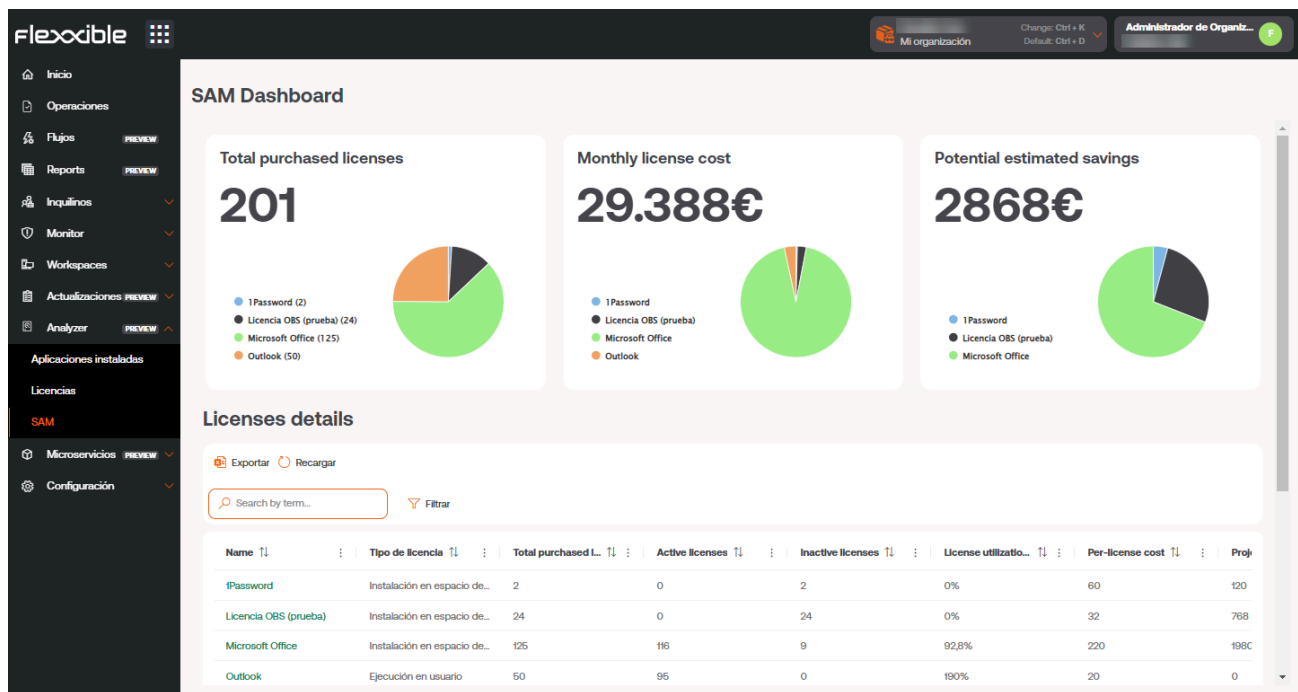 Flexxible
Mi organización
Change: Ctrl + K
Default: Ctrl + D
Administrador de Organiz...
F
Inicio
Operaciones
Flujos PREVIEW
Reports PREVIEW
Inquilinos
Monitor
Workspaces
Actualizaciones PREVIEW
Analyzer PREVIEW
Aplicaciones instaladas
Licencias
SAM
Microservicios PREVIEW
Configuración
SAM Dashboard
Total purchased licenses
201
1Password (2)
Licencia OBS (prueba) (24)
Microsoft Office (125)
Outlook (50)
Monthly license cost
29.388€
1Password
Licencia OBS (prueba)
Microsoft Office
Outlook
Potential estimated savings
2868€
1Password
Licencia OBS (prueba)
Microsoft Office
Licenses details
Exportar Recargar
Search by term... Filtrar
Name Tipo de licencia Total purchased l... Active licenses Inactive licenses License utilizatio... Per-license cost Proje
1Password Instalación en espacio de... 2 0 2 0% 60 120
Licencia OBS (prueba) Instalación en espacio de... 24 0 24 0% 32 768
Microsoft Office Instalación en espacio de... 125 116 9 92,8% 220 1980
Outlook Ejecución en usuario 50 95 0 190% 20 0